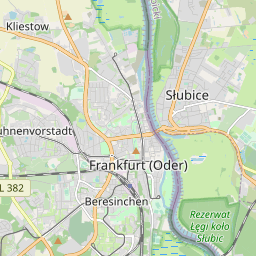 Kliestow
Słubice
uhnenvorstadt
Frankfurt (Oder)
L 382
Beresinchen
Rezerwat
Łęgi koło
Słubic